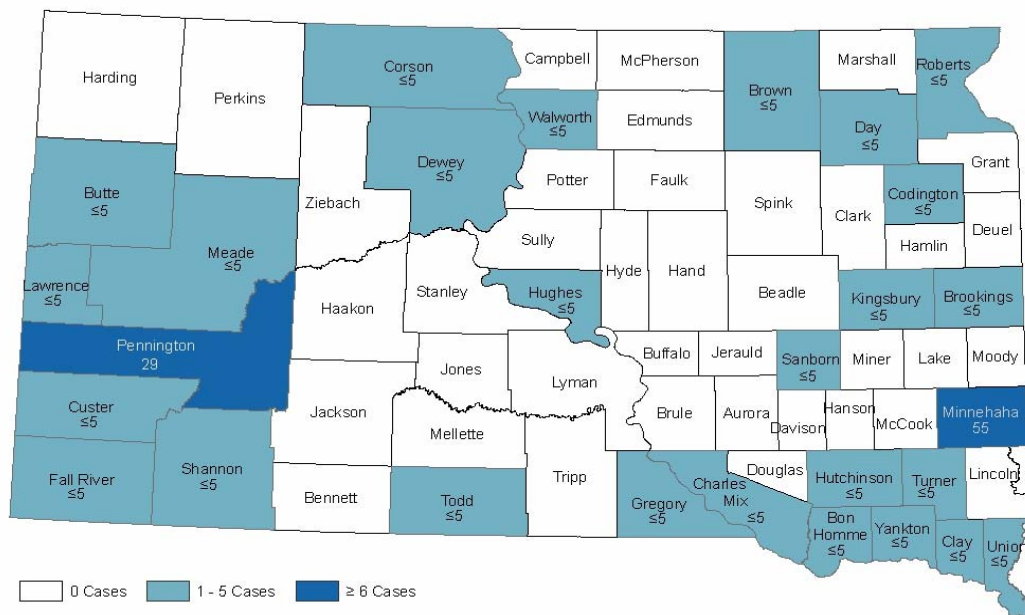 Harding
Perkins
Corson
≤5
Campbell
McPherson
Brown
≤5
Marshall
Roberts
≤5
Walworth
≤5
Edmunds
Day
≤5
Butte
≤5
Meade
≤5
Ziebach
Dewey
≤5
Potter
Faulk
Spink
Clark
Codington
≤5
Grant
Deuel
Hamlin
Lawrence
≤5
Haakon
Stanley
Sully
Hughes
≤5
Hyde
Hand
Beadle
Kingsbury
≤5
Brookings
≤5
Pennington
29
Jones
Lyman
Buffalo
Jerauld
Sanborn
≤5
Miner
Lake
Moody
Custer
≤5
Jackson
Mellette
Brule
Aurora
Davison
Hanson
McCook
Minnehaha
55
Fall River
≤5
Shannon
≤5
Bennett
Todd
≤5
Tripp
Gregory
≤5
Charles
Mix
≤5
Douglas
Hutchinson
≤5
Turner
≤5
Lincoln
Bon
Homme
≤5
Yankton
≤5
Clay
≤5
Union
≤5
0 Cases
1 - 5 Cases
≥ 6 Cases